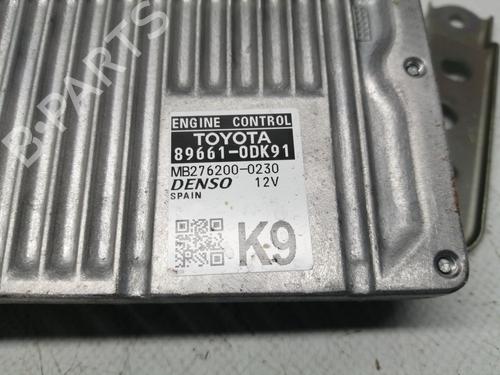 B-PARTS
ENGINE CONTROL
TOYOTA
89661-0DK91
MB276200-0230
DENSO 12V
SPAIN
K9